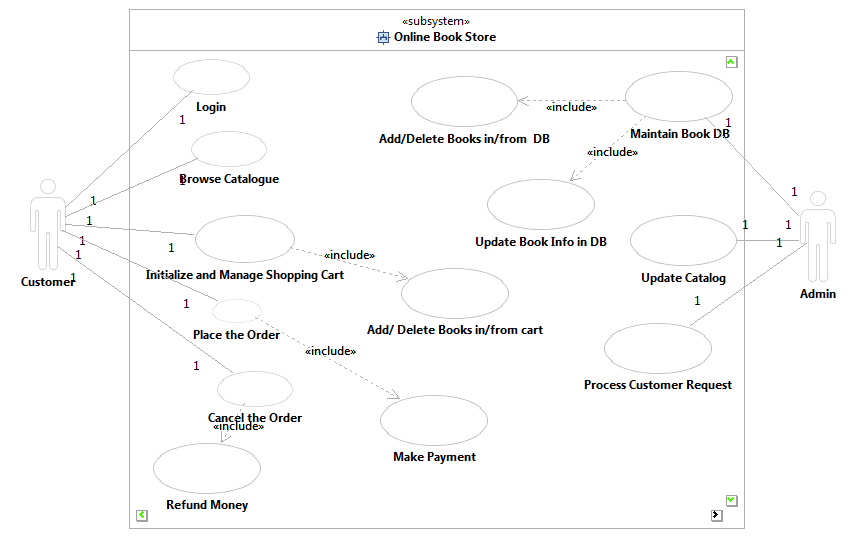 «subsystem»
Online Book Store
Login
1
Add/Delete Books in/from DB
«include»
Maintain Book DB
1
«include»
Browse Catalogue
1
1
1
Update Book Info in DB
1
1
1
Initialize and Manage Shopping Cart
1
«include»
1
1
1
Update Catalog
1
Customer
1
Admin
Add/ Delete Books in/from cart
Place the Order
1
1
«include»
Process Customer Request
1
Cancel the Order
«include»
Make Payment
Refund Money